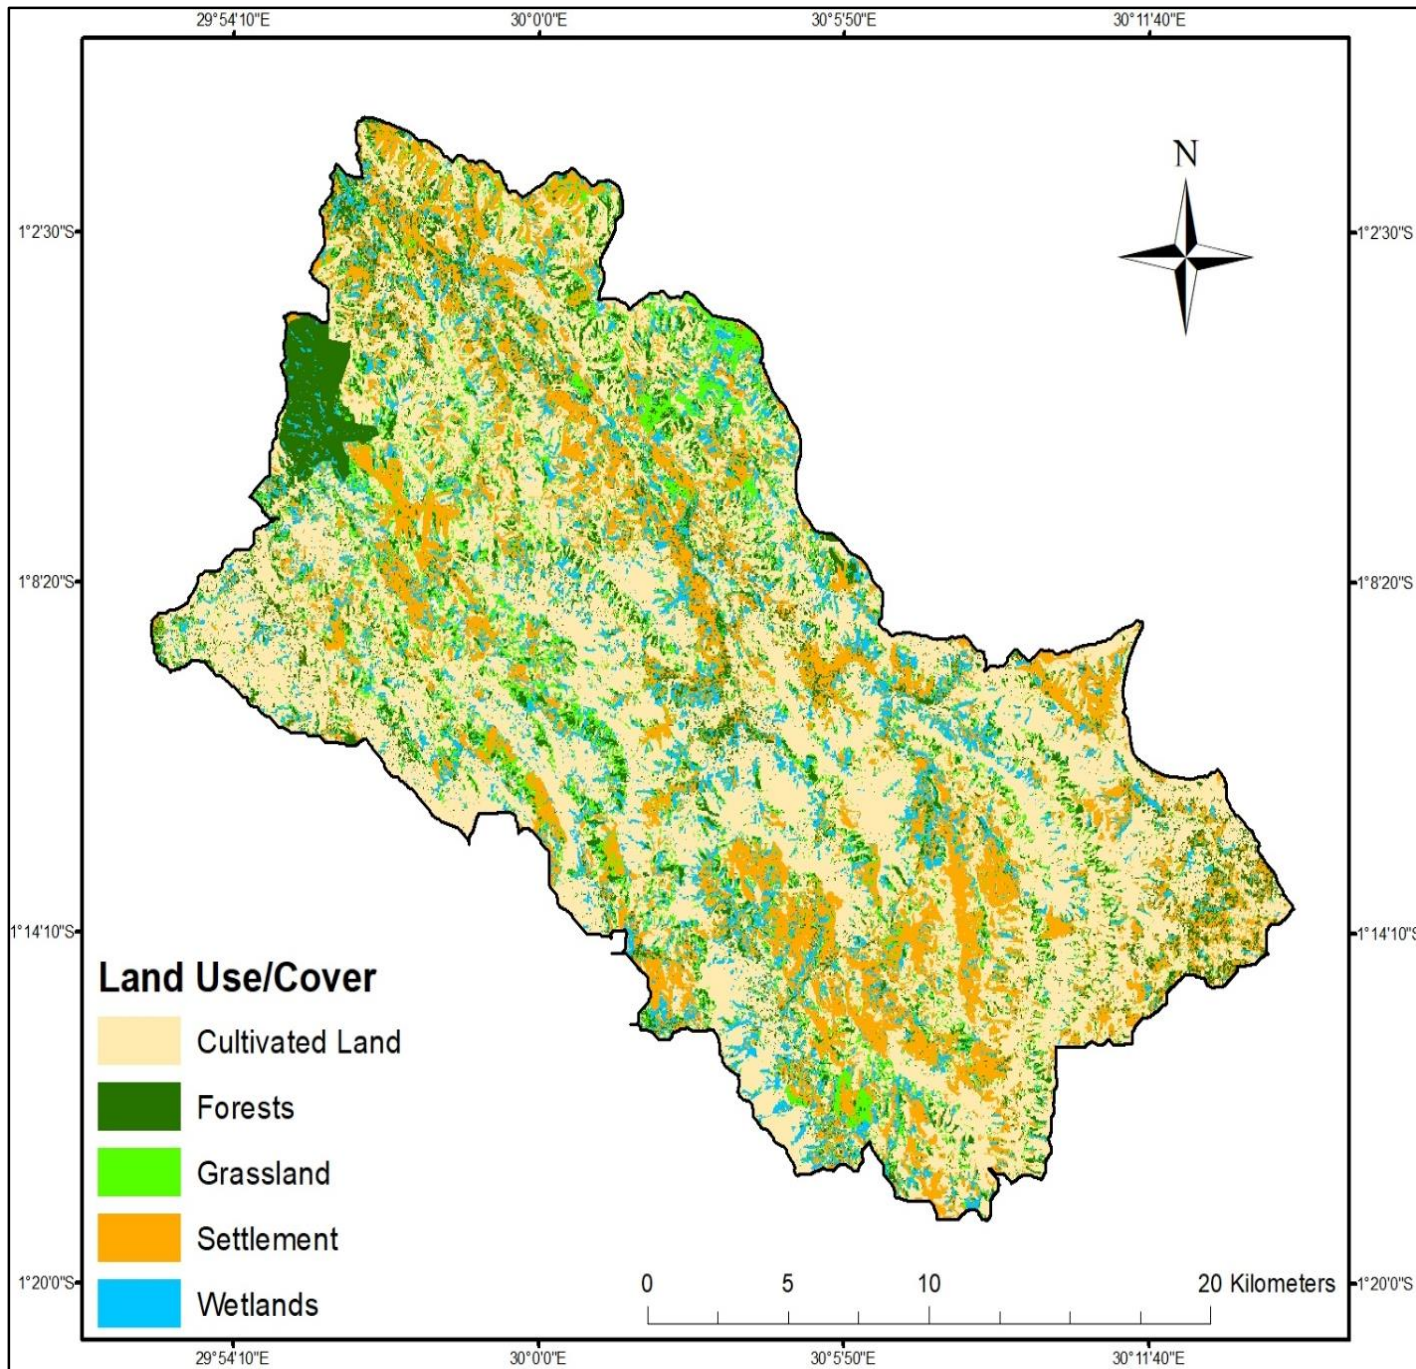 29°54'10"E 30°0'0"E 30°5'50"E 30°11'40"E
N
1°2'30"S 1°2'30"S
1°8'20"S 1°8'20"S
1°14'10"S 1°14'10"S
Land Use/Cover
Cultivated Land
Forests
Grassland
Settlement
Wetlands
0 5 10 20 Kilometers
1°20'0"S 1°20'0"S
29°54'10"E 30°0'0"E 30°5'50"E 30°11'40"E